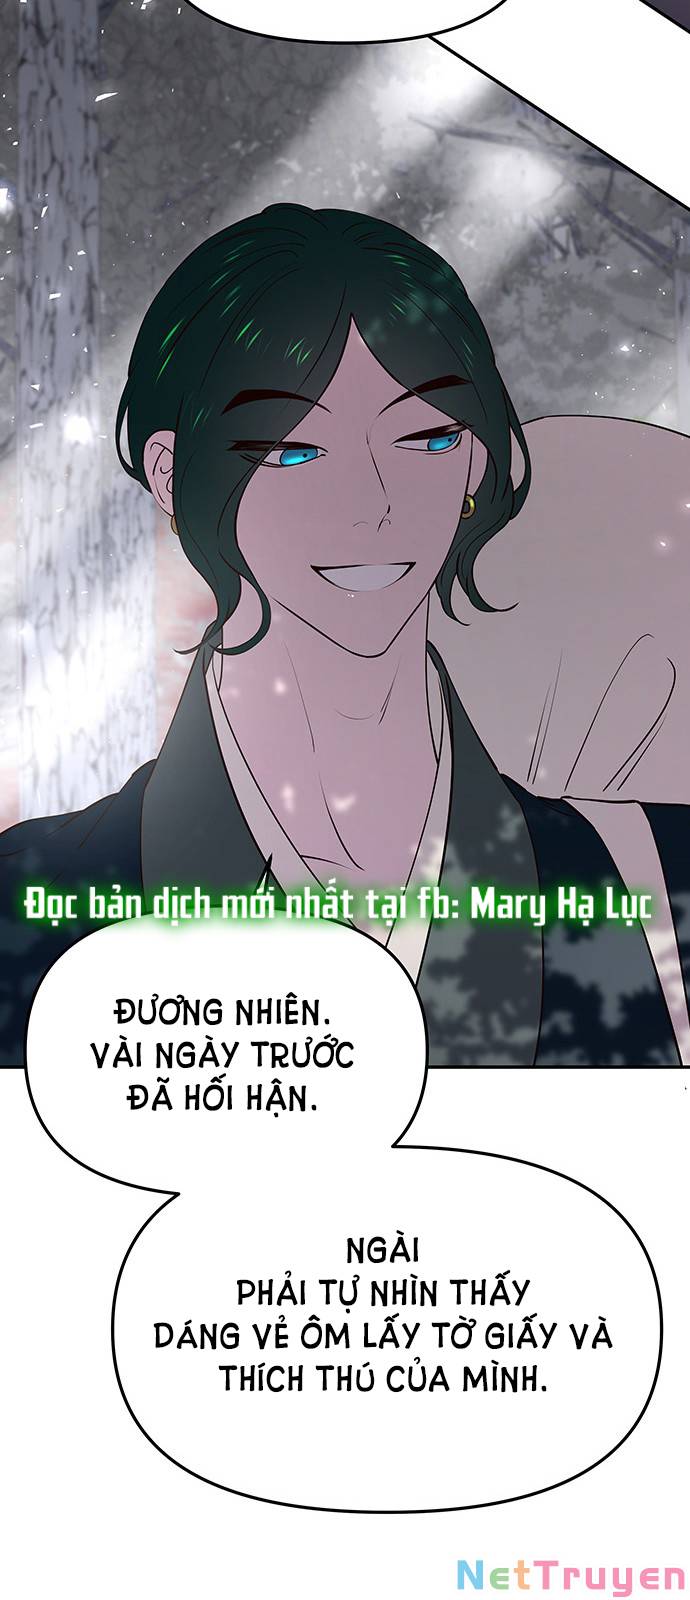 Đọc bản dịch mới nhất tại fb: Mary Hạ Lục
ĐƯƠNG NHIÊN.
VÀI NGÀY TRƯỚC
ĐÃ HỐI HẬN.
NGÀI
PHẢI TỰ NHÌN THẤY
DÁNG VẺ ÔM LẤY TỜ GIẤY VÀ
THÍCH THÚ CỦA MÌNH.
NetTruyen